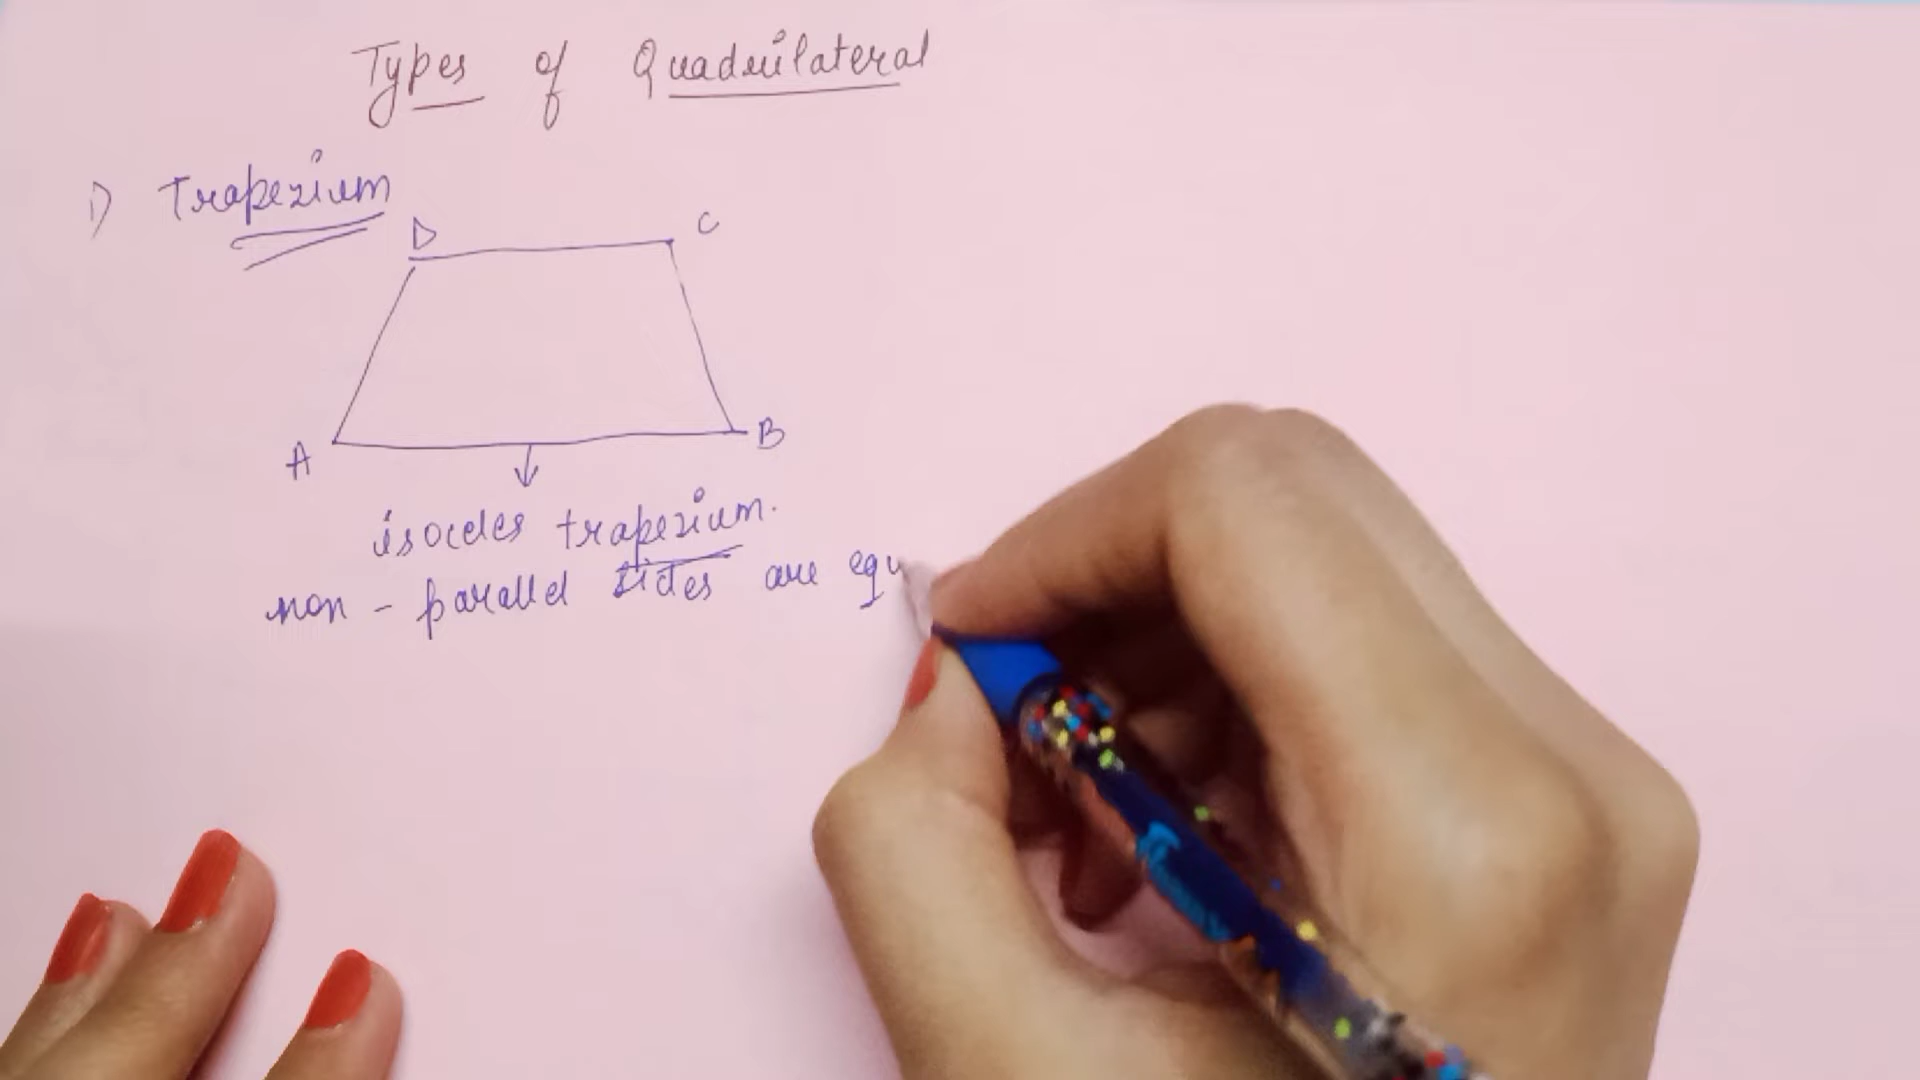 Types of Quadrilateral
1) Trapezium
D C
A B
isoceles trapezium.
non - parallel sides are equ